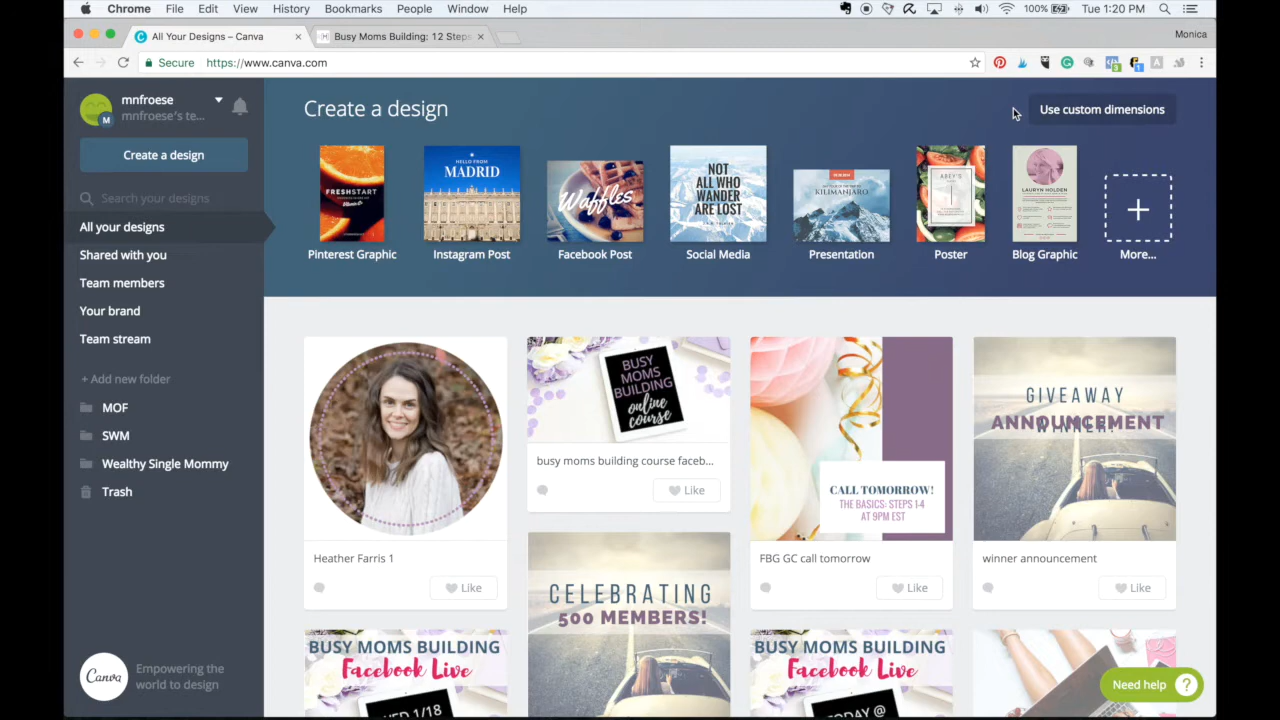 Chrome File Edit View History Bookmarks People Window Help 100% Tue 1:20 PM
All Your Designs – Canva Busy Moms Building: 12 Steps Monica
Secure https://www.canva.com
mnfroese
mnfroese's te...
M
Create a design
Search your designs
All your designs
Shared with you
Team members
Your brand
Team stream
+ Add new folder
MOF
SWM
Wealthy Single Mommy
Trash
Canva
Empowering the
world to design
Create a design
Use custom dimensions
FRESHSTART
HELLO FROM
MADRID
Waffles
NOT
ALL WHO
WANDER
ARE LOST
KILIMANJARO
ABEY'S
LAURYN HOLDEN
Pinterest Graphic Instagram Post Facebook Post Social Media Presentation Poster Blog Graphic More...
Heather Farris 1
Like
BUSY
MOMS
BUILDING
online
course
busy moms building course faceb...
Like
CALL TOMORROW!
THE BASICS: STEPS 1-4
AT 9PM EST
FBG GC call tomorrow
Like
GIVEAWAY
ANNOUNCEMENT
WINNER!
winner announcement
Like
BUSY MOMS BUILDING
Facebook Live
WED 1/18
CELEBRATING
500 MEMBERS!
BUSY MOMS BUILDING
Facebook Live
TODAY @
Need help ?